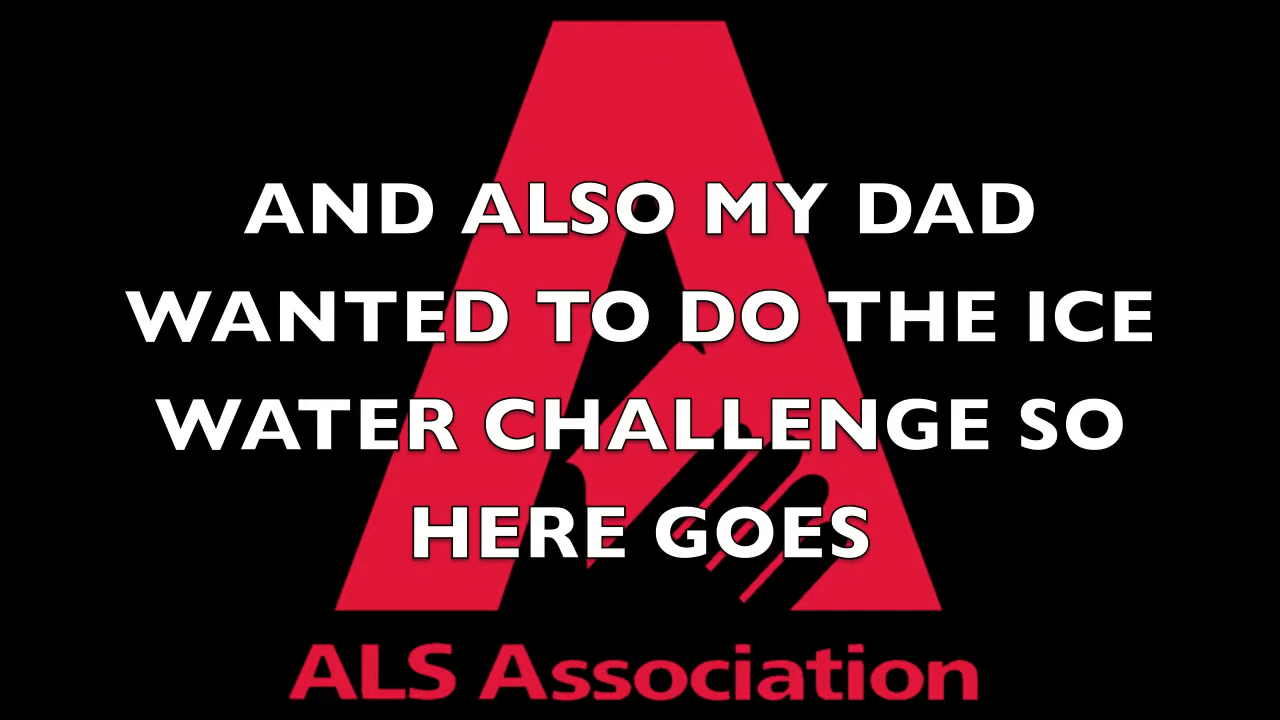 AND ALSO MY DAD
WANTED TO DO THE ICE
WATER CHALLENGE SO
HERE GOES
ALS Association